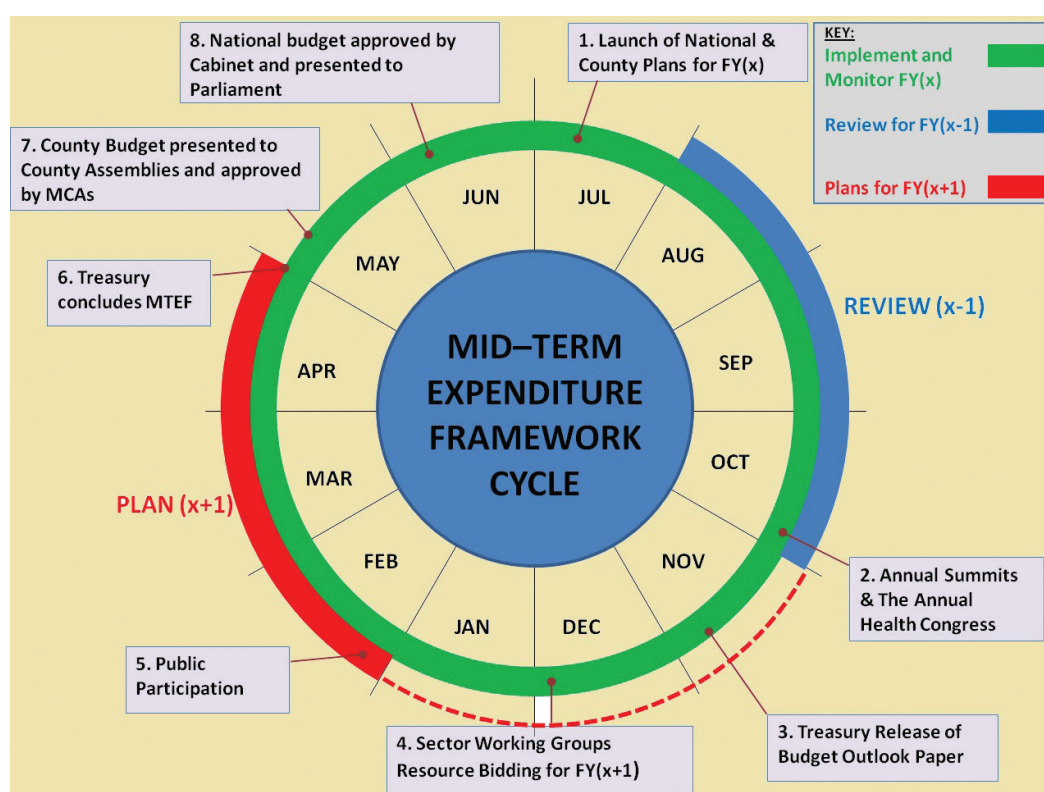 8. National budget approved by
Cabinet and presented to
Parliament
1. Launch of National &
County Plans for FY(x)
KEY:
Implement and
Monitor FY(x)
Review for FY(x-1)
Plans for FY(x+1)
7. County Budget presented to
County Assemblies and approved
by MCAs
6. Treasury
concludes MTEF
JUN
JUL
MAY
AUG
APR
SEP
MAR
OCT
FEB
NOV
JAN
DEC
MID–TERM
EXPENDITURE
FRAMEWORK
CYCLE
REVIEW (x-1)
PLAN (x+1)
2. Annual Summits
& The Annual
Health Congress
5. Public
Participation
4. Sector Working Groups
Resource Bidding for FY(x+1)
3. Treasury Release of
Budget Outlook Paper